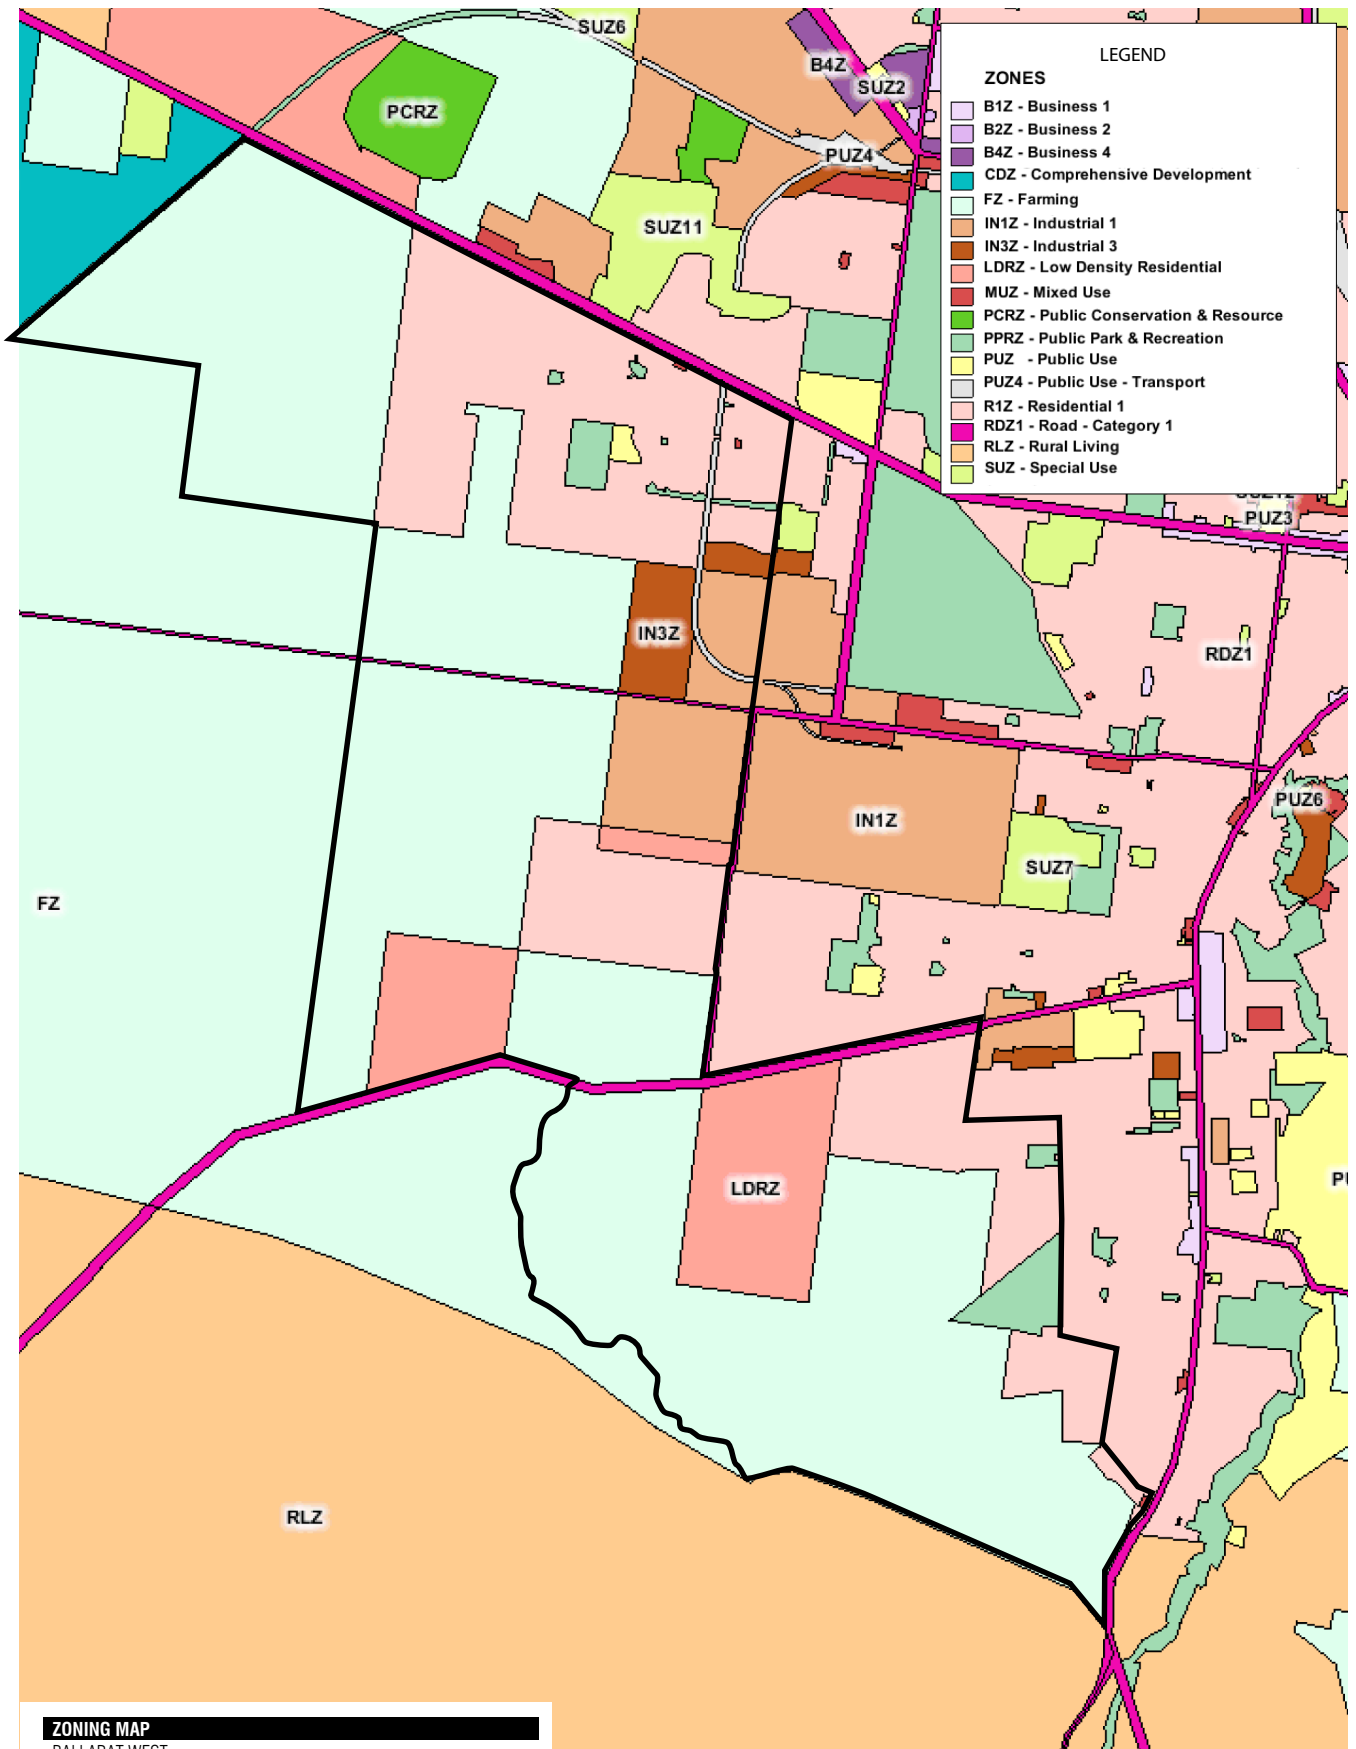 SUZ6
B4Z
SUZ2
PCRZ
PUZ4
SUZ11
LEGEND
ZONES
B1Z - Business 1
B2Z - Business 2
B4Z - Business 4
CDZ - Comprehensive Development
FZ - Farming
IN1Z - Industrial 1
IN3Z - Industrial 3
LDRZ - Low Density Residential
MUZ - Mixed Use
PCRZ - Public Conservation & Resource
PPRZ - Public Park & Recreation
PUZ - Public Use
PUZ4 - Public Use - Transport
R1Z - Residential 1
RDZ1 - Road - Category 1
RLZ - Rural Living
SUZ - Special Use
PUZ3
IN3Z
RDZ1
PUZ6
IN1Z
SUZ7
FZ
PU
LDRZ
RLZ
ZONING MAP
BALLARAT WEST